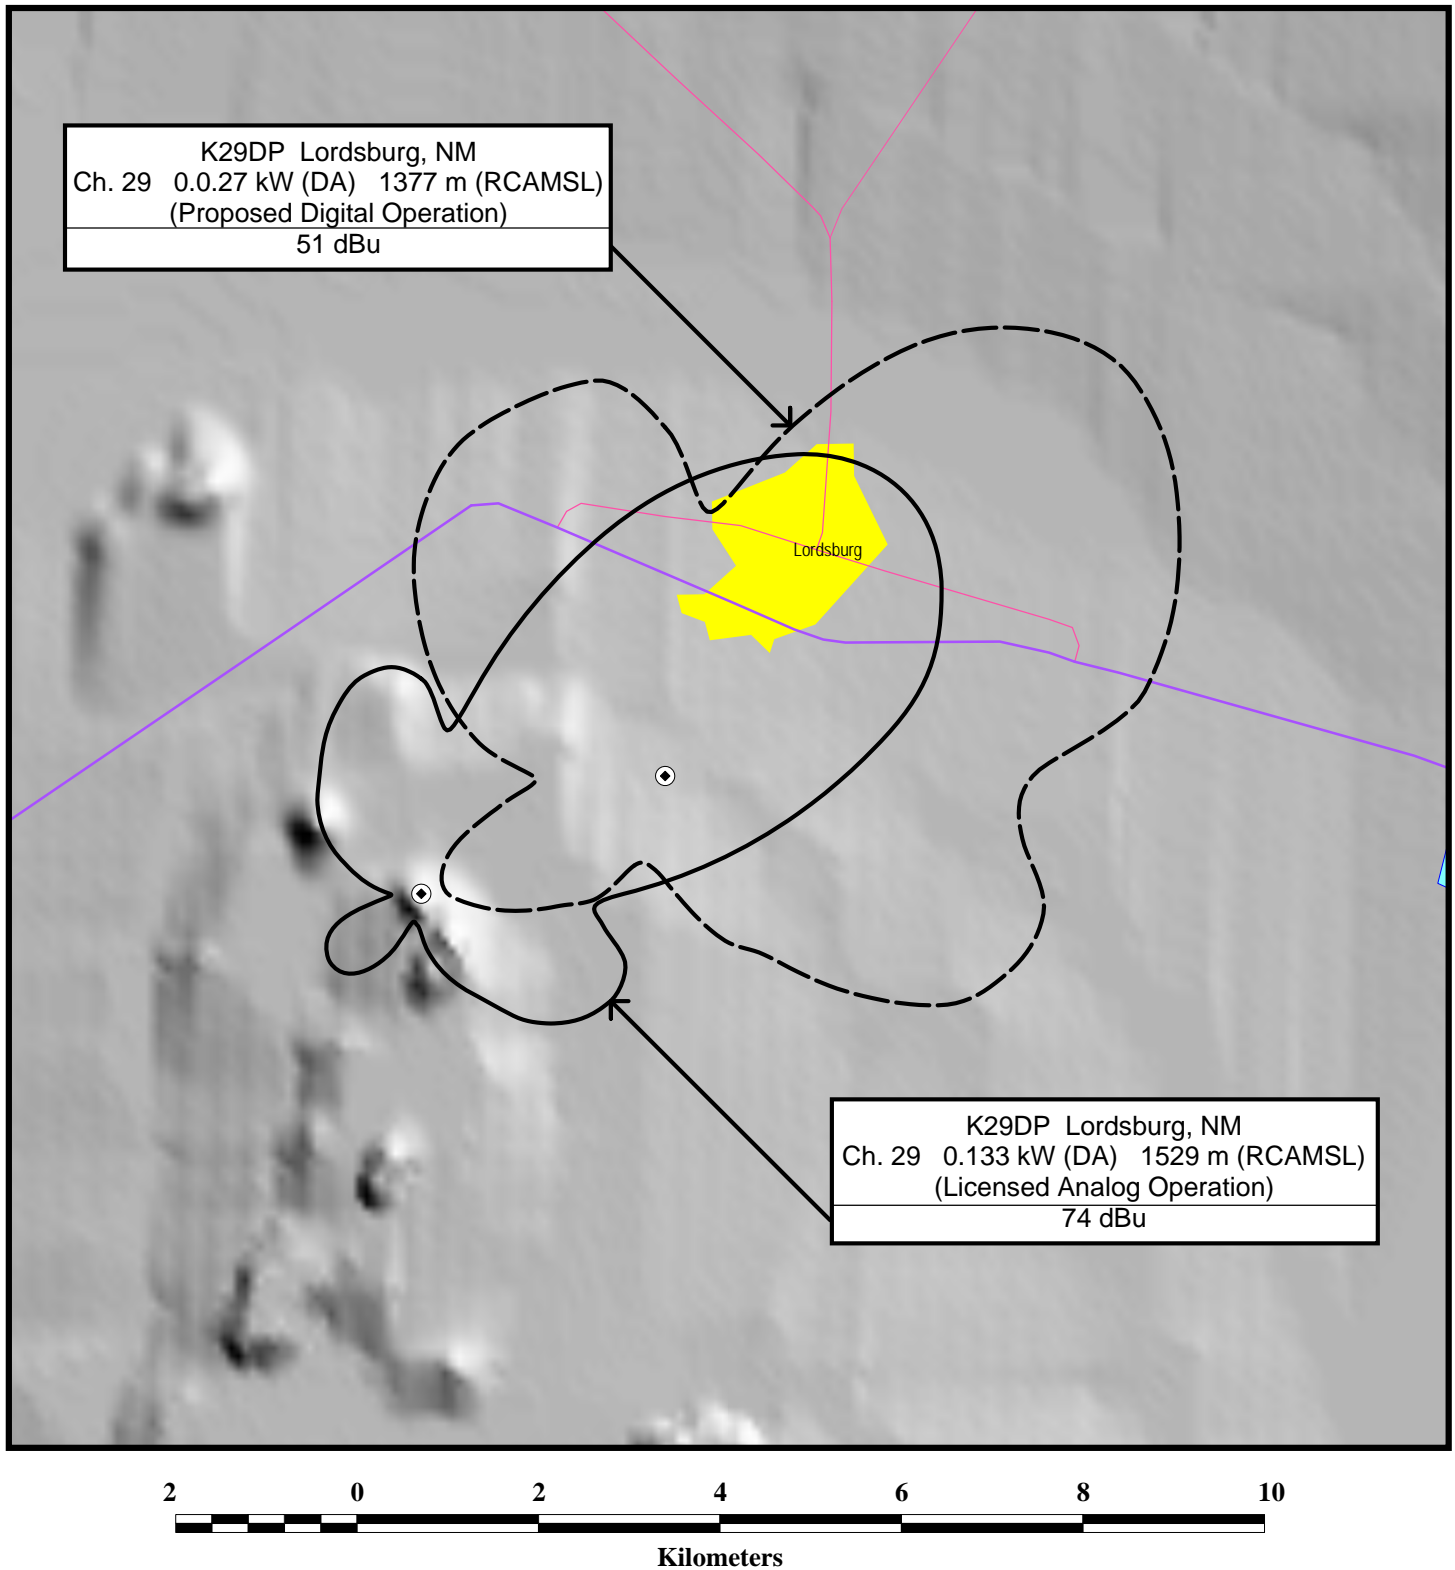 K29DP Lordsburg, NM
Ch. 29 0.0.27 kW (DA) 1377 m (RCAMSL)
(Proposed Digital Operation)
51 dBu
Lordsburg
K29DP Lordsburg, NM
Ch. 29 0.133 kW (DA) 1529 m (RCAMSL)
(Licensed Analog Operation)
74 dBu
2 0 2 4 6 8 10
Kilometers